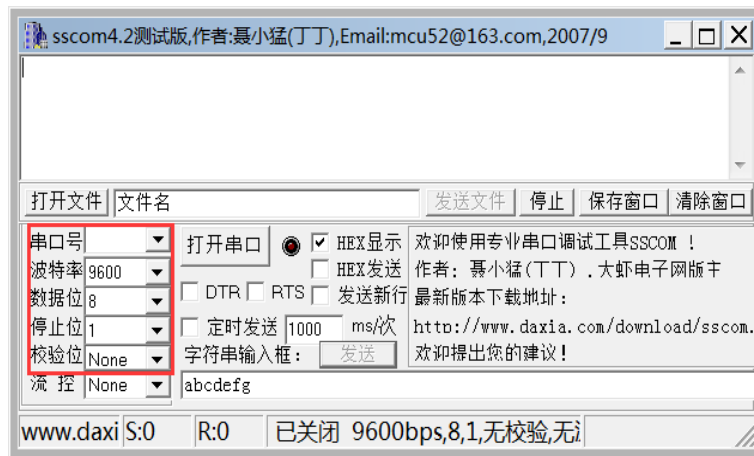 sscom4.2测试版,作者:聂小猛(丁丁),Email:mcu52@163.com,2007/9
打开文件 文件名 发送文件 停止 保存窗口 清除窗口
串口号 打开串口 HEX显示 欢迎使用专业串口调试工具SSCOM !
波特率 9600 HEX发送 作者: 聂小猛(丁丁) .大虾电子网版主
数据位 8 DTR RTS 发送新行 最新版本下载地址:
停止位 1 定时发送 1000 ms/次 http://www.daxia.com/download/sscom.
校验位 None 字符串输入框: 发送 欢迎提出您的建议!
流 控 None abcdefg
www.daxi S:0 R:0 已关闭 9600bps,8,1,无校验,无